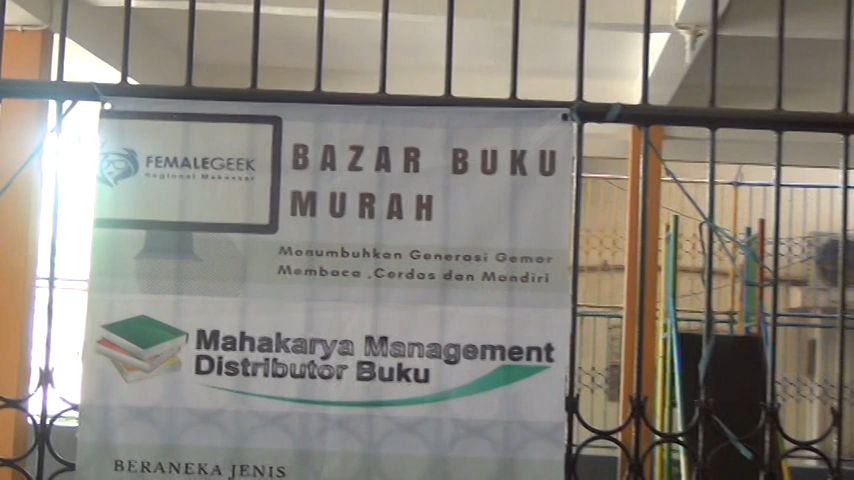 FEMALEGEEK
Regional Makassar
BAZAR BUKU
MURAH
Menumbuhkan Generasi Gemar
Membaca ,Cerdas dan Mandiri
Mahakarya Management
Distributor Buku
BERANEKA JENIS